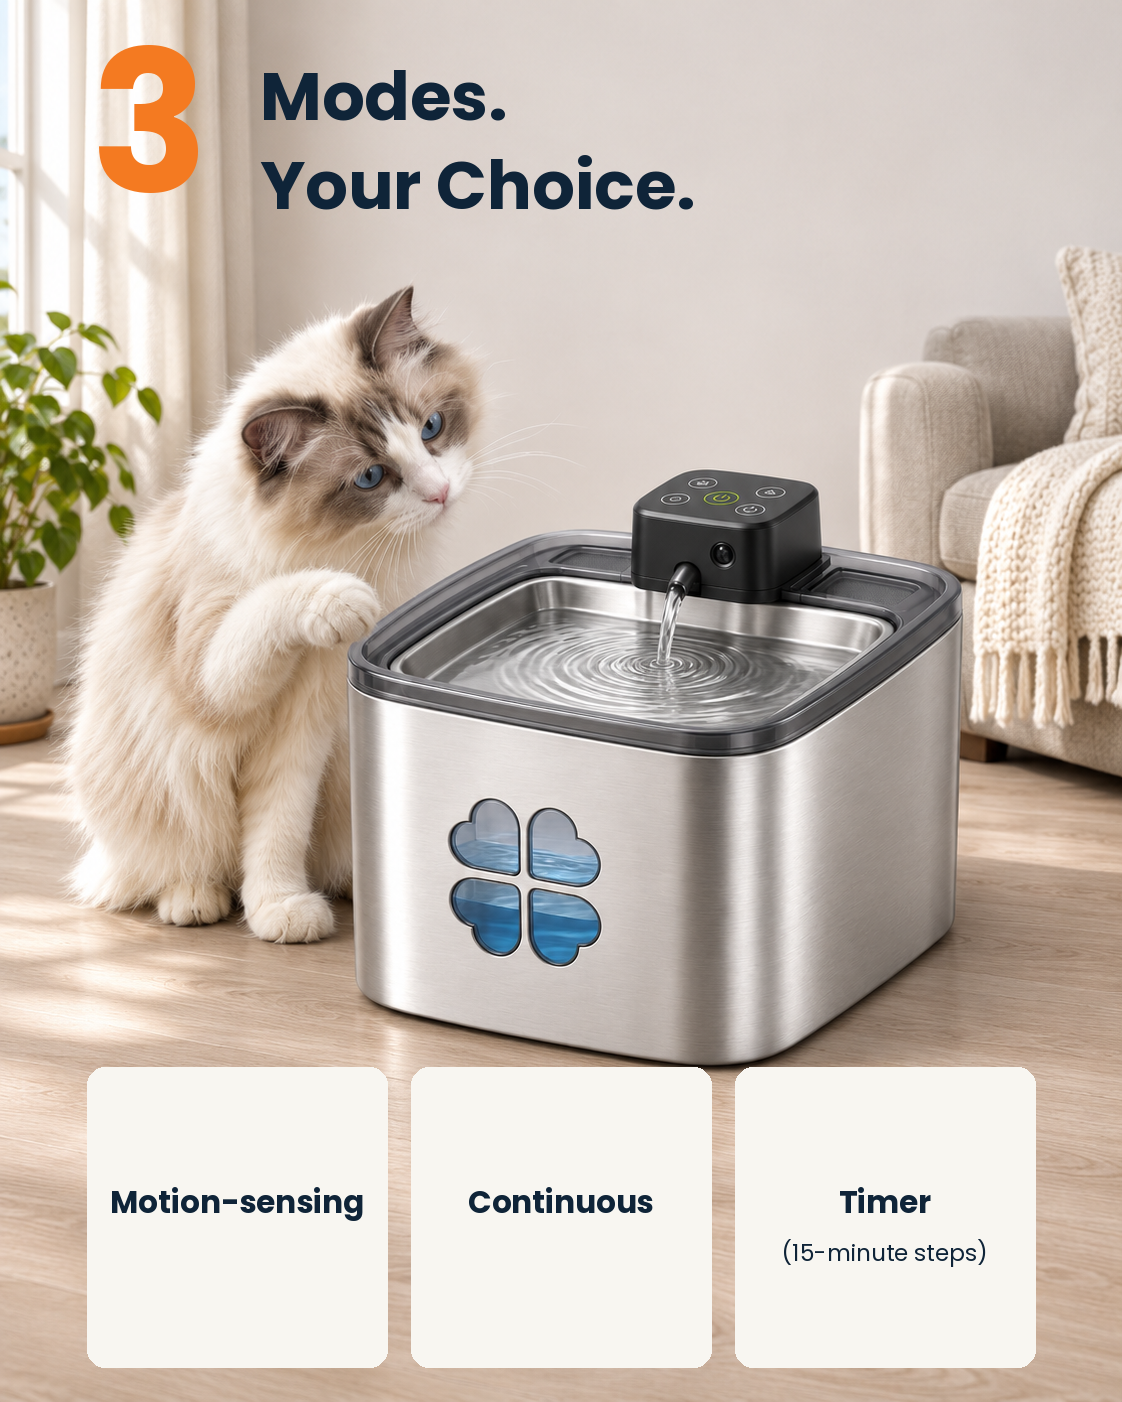 3
Modes.
Your Choice.
Motion-sensing
Continuous
Timer
(15-minute steps)